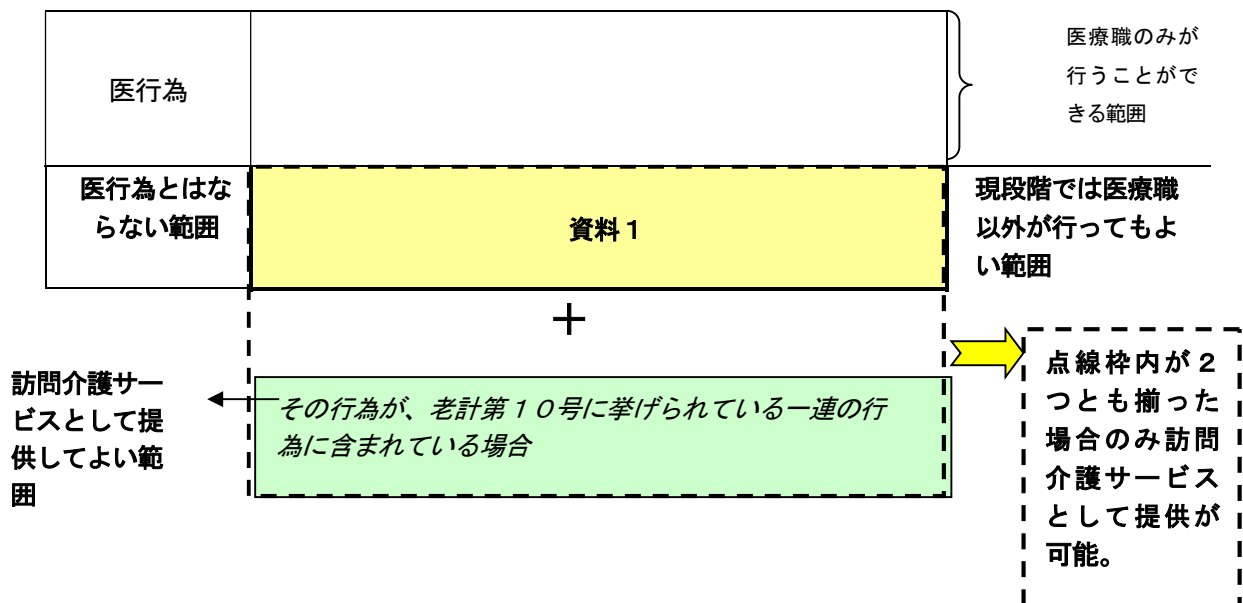 医行為
医療職のみが
行うことがで
きる範囲
医行為とはな
らない範囲
資料１
現段階では医療職
以外が行ってもよ
い範囲
＋
訪問介護サー
ビスとして提
供してよい範
囲
その行為が、老計第１０号に挙げられている一連の行
為に含まれている場合
点線枠内が２
つとも揃った
場合のみ訪問
介護サービス
として提供が
可能。